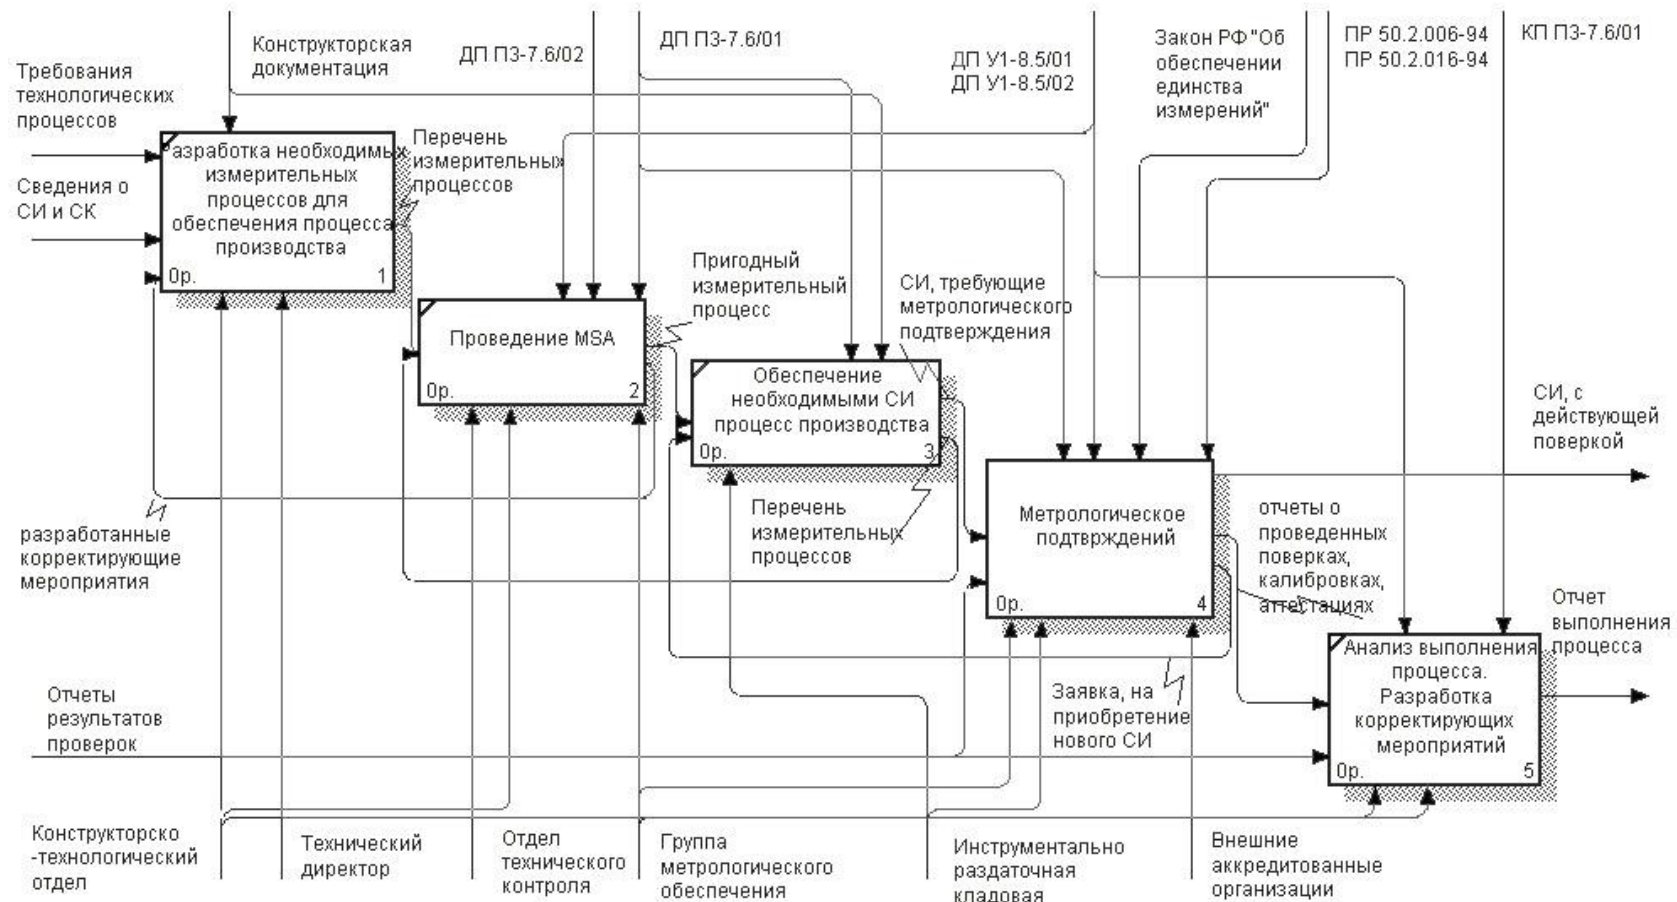 Требования
технологических
процессов
Сведения о
СИ и СК
Конструкторская
документация
ДП ПЗ-7.6/02
ДП ПЗ-7.6/01
ДП У1-8.5/01
ДП У1-8.5/02
Закон РФ "Об
обеспечении
единства
измерений"
ПР 50.2.006-94
ПР 50.2.016-94
КП ПЗ-7.6/01
Разработка необходимых
измерительных
процессов для
обеспечения процесса
производства
0р. 1
Перечень
измерительных
процессов
Проведение MSA
0р. 2
Пригодный
измерительный
процесс
СИ, требующие
метрологического
подтверждения
Обеспечение
необходимыми СИ
процесс производства
0р. 3
Перечень
измерительных
процессов
разработанные
корректирующие
мероприятия
Метрологическое
подтврждений
0р. 4
СИ, с
действующей
поверкой
отчеты о
проведенных
поверках,
калибровках,
аттестациях
Отчет
выполнения
процесса
Анализ выполнения
процесса.
Разработка
корректирующих
мероприятий
0р. 5
Заявка, на
приобретение
нового СИ
Отчеты
результатов
проверок
Конструкторско
-технологический
отдел
Технический
директор
Отдел
технического
контроля
Группа
метрологического
обеспечения
Инструментально
раздаточная
кладовая
Внешние
аккредитованные
организации